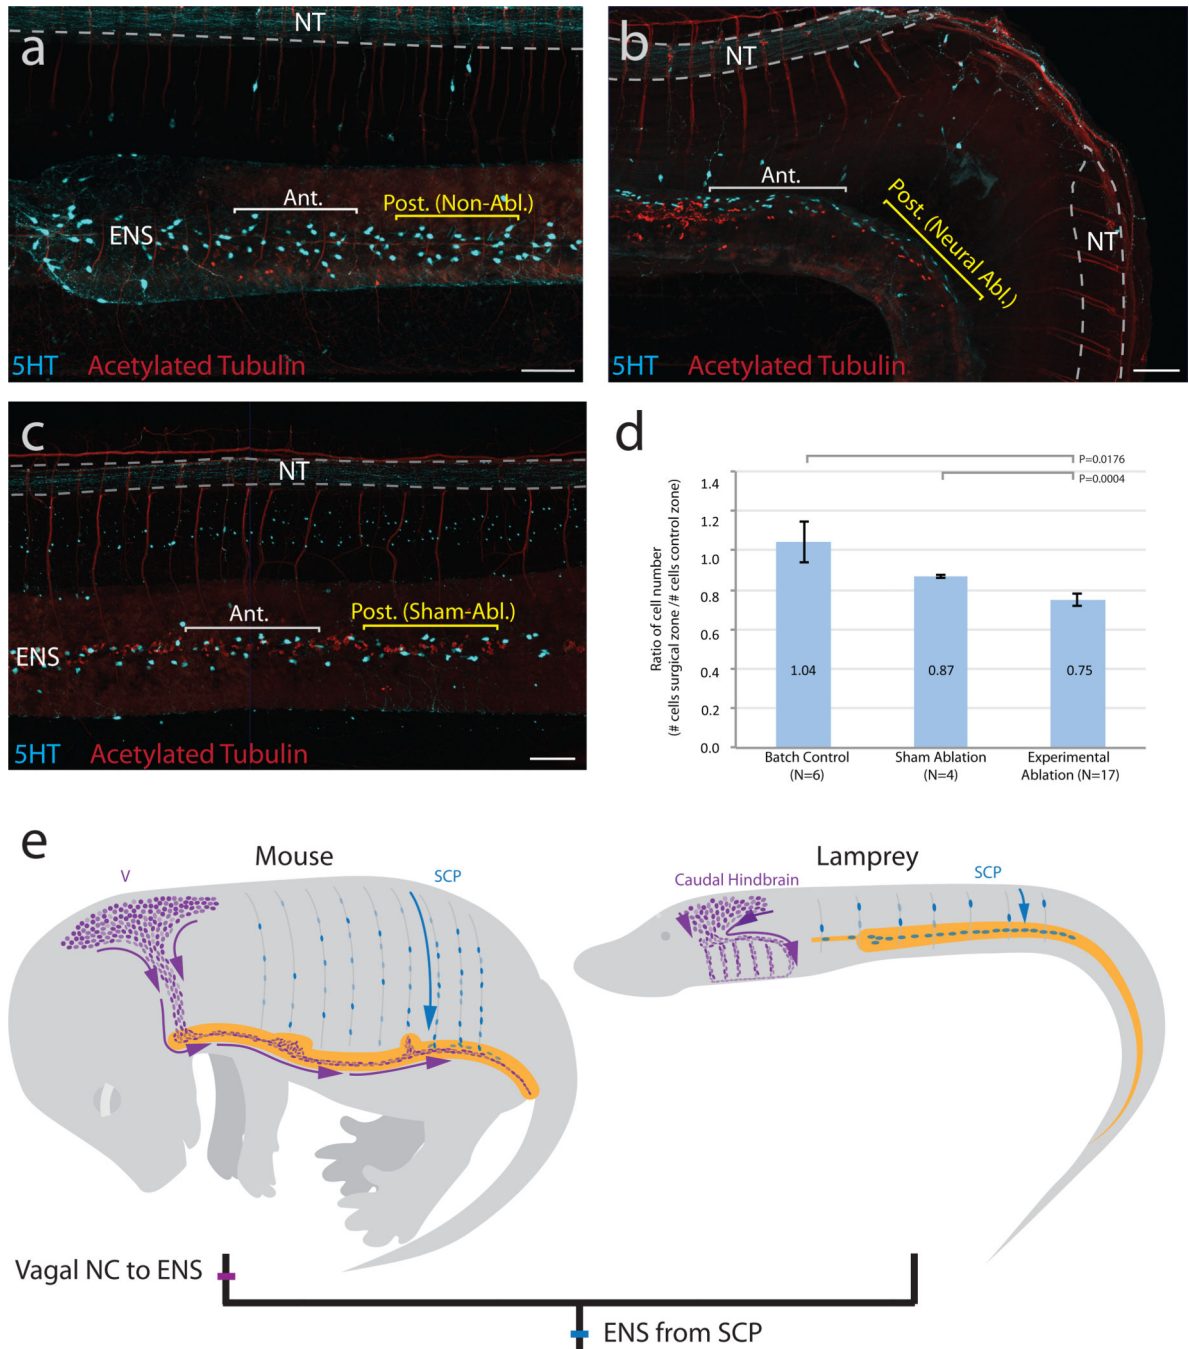 a
NT
Ant.
Post. (Non-Abl.)
ENS
5HT Acetylated Tubulin
b
NT
Ant.
Post. (Neural Abl.)
NT
5HT Acetylated Tubulin
c
NT
Ant.
Post. (Sham-Abl.)
ENS
5HT Acetylated Tubulin
d
P=0.0176
P=0.0004
Ratio of cell number
(# cells surgical zone /# cells control zone)
1.4
1.2
1.0
0.8
0.6
0.4
0.2
0.0
1.04
0.87
0.75
Batch Control
(N=6)
Sham Ablation
(N=4)
Experimental
Ablation (N=17)
e
Mouse
V
SCP
Lamprey
Caudal Hindbrain
SCP
Vagal NC to ENS
ENS from SCP